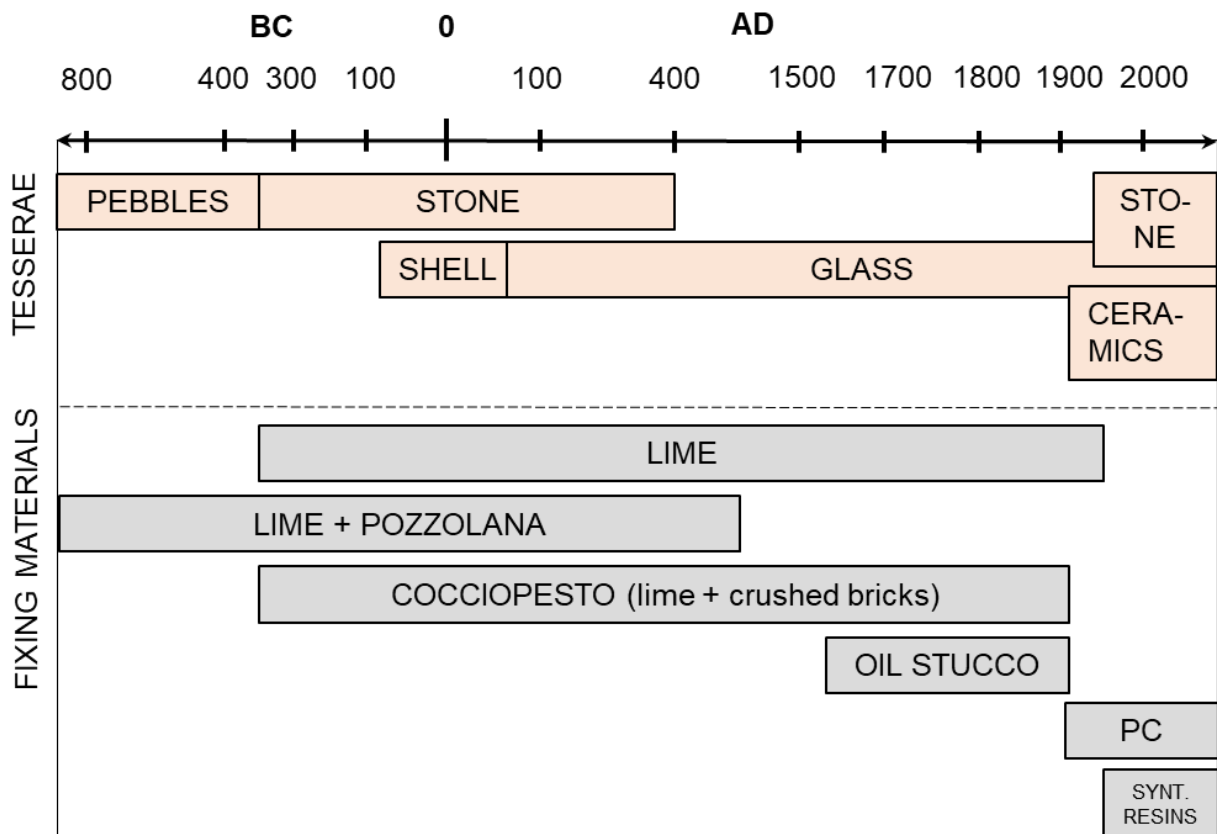 BC 0 AD
800 400 300 100 100 400 1500 1700 1800 1900 2000
TESSERAE
PEBBLES STONE
STO-
NE
SHELL GLASS
CERA-
MICS
FIXING MATERIALS
LIME
LIME + POZZOLANA
COCCIOPESTO (lime + crushed bricks)
OIL STUCCO
PC
SYNT.
RESINS